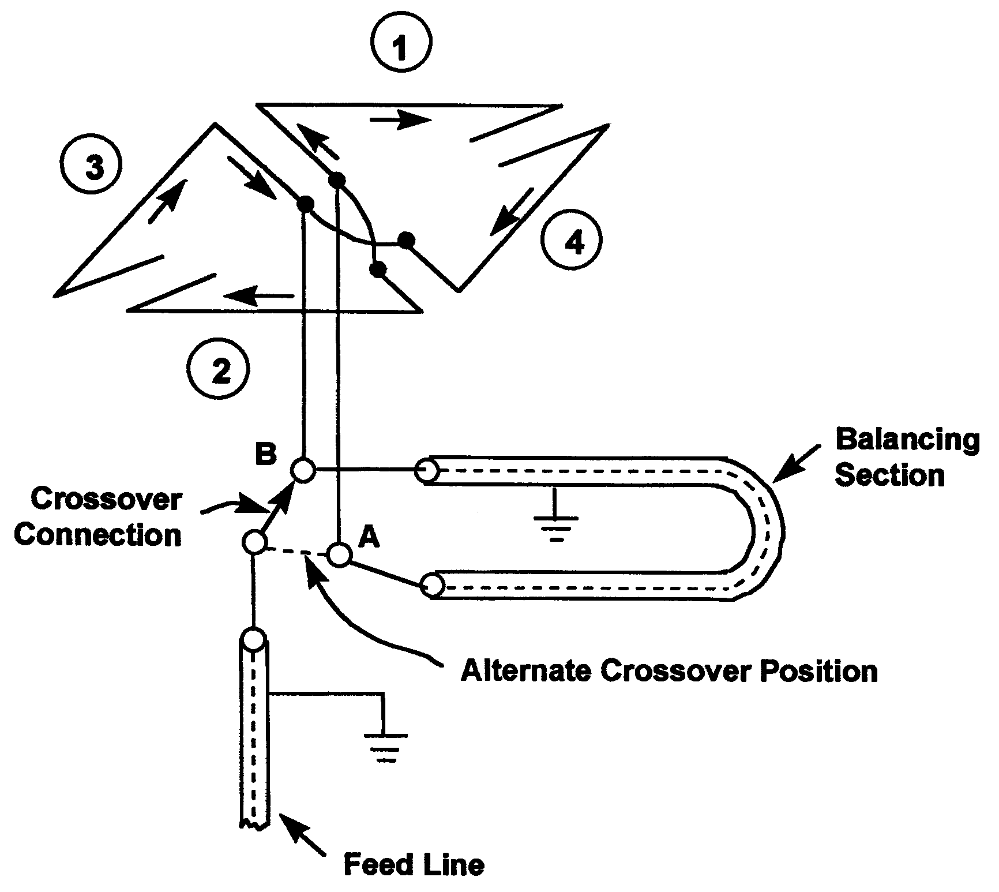 1
3
4
2
B
Balancing
Section
Crossover
Connection
A
Alternate Crossover Position
Feed Line